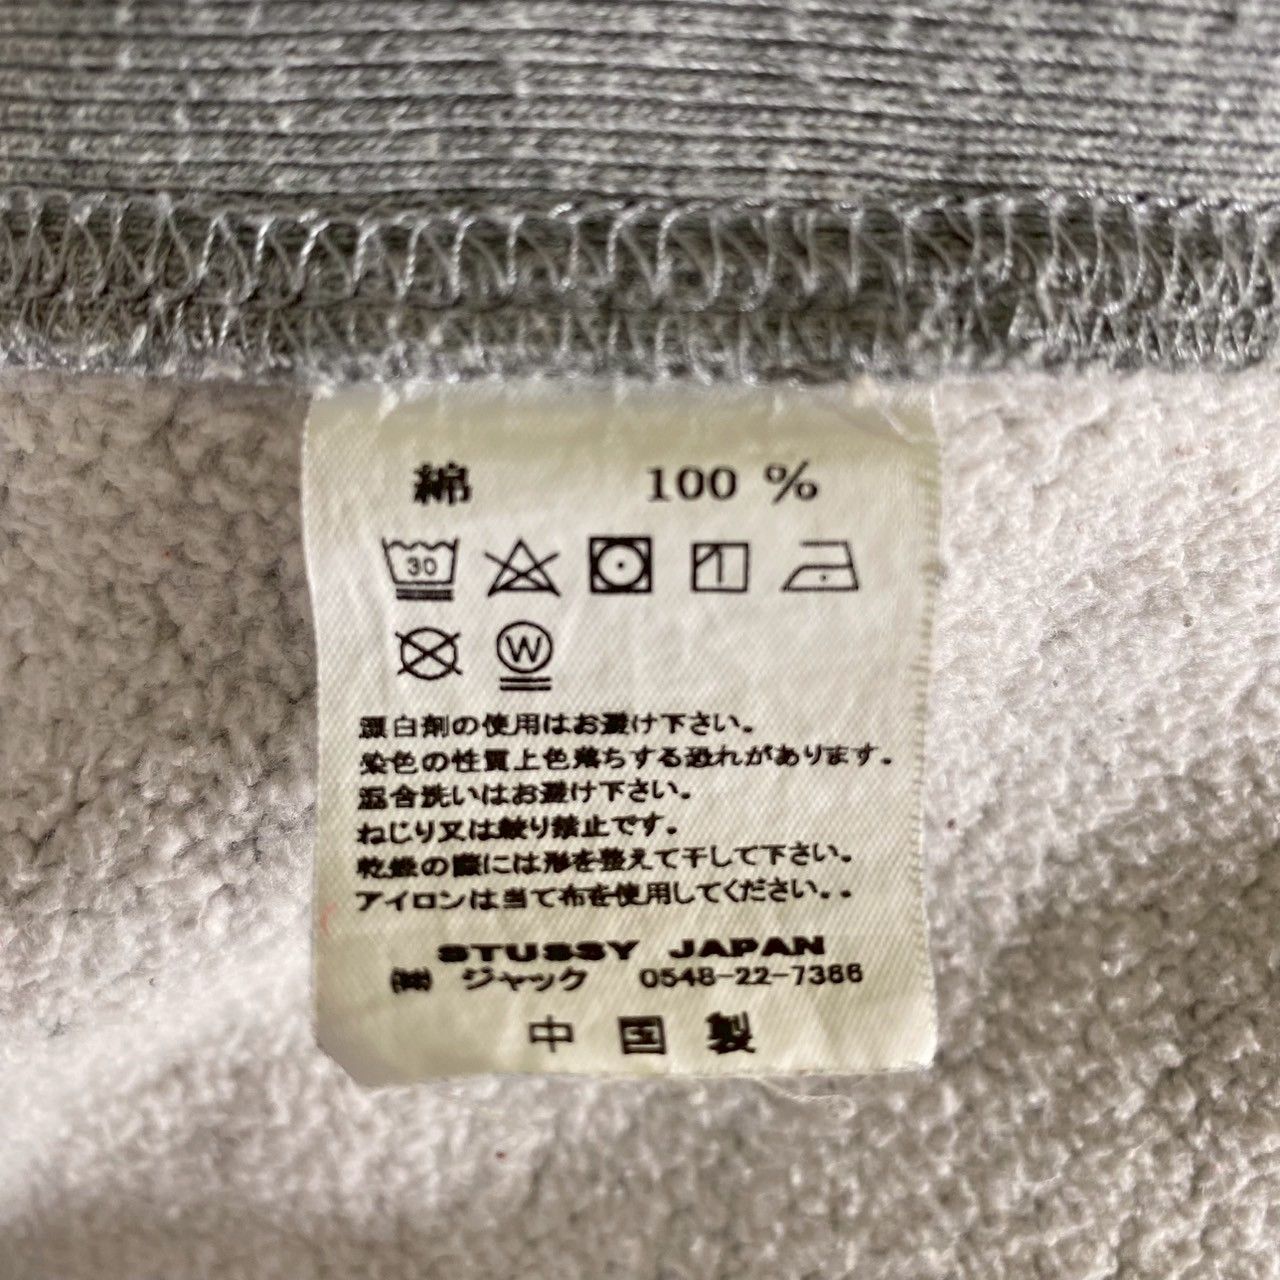 綿 100 %
30
W
漂白剤の使用はお避け下さい。
染色の性質上色落ちする恐れがあります。
混合洗いはお避け下さい。
ねじり又は絞り禁止です。
乾燥の際には形を整えて干して下さい。
アイロンは当て布を使用してください。。
STUSSY JAPAN
ジャック 0548-22-7366
中国製